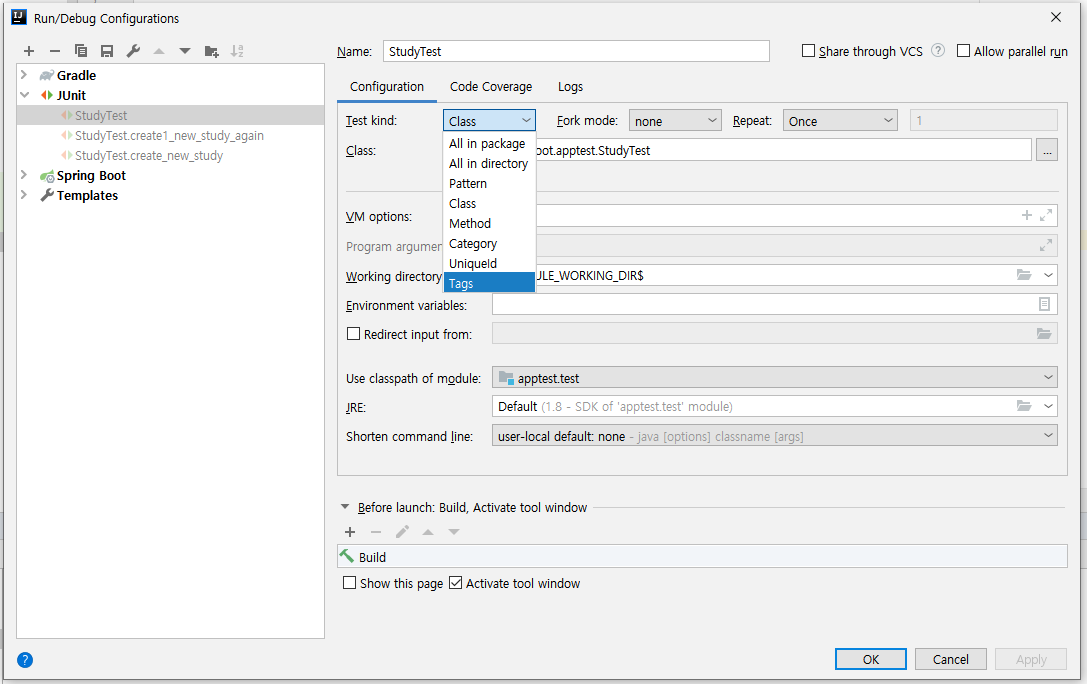 Run/Debug Configurations
Name: StudyTest
Share through VCS ?
Allow parallel run
Gradle
JUnit
StudyTest
StudyTest.create1_new_study_again
StudyTest.create_new_study
Spring Boot
Templates
Configuration Code Coverage Logs
Test kind: Class Fork mode: none Repeat: Once 1
All in package
All in directory
Pattern
Class
Method
Category
UniqueId
Tags
Class: oot.apptest.StudyTest ...
VM options:
Program argumen
Working directory ULE_WORKING_DIR$
Environment variables:
Redirect input from:
Use classpath of module: apptest.test
JRE: Default (1.8 - SDK of 'apptest.test' module)
Shorten command line: user-local default: none - java [options] classname [args]
Before launch: Build, Activate tool window
Build
Show this page Activate tool window
? OK Cancel Apply